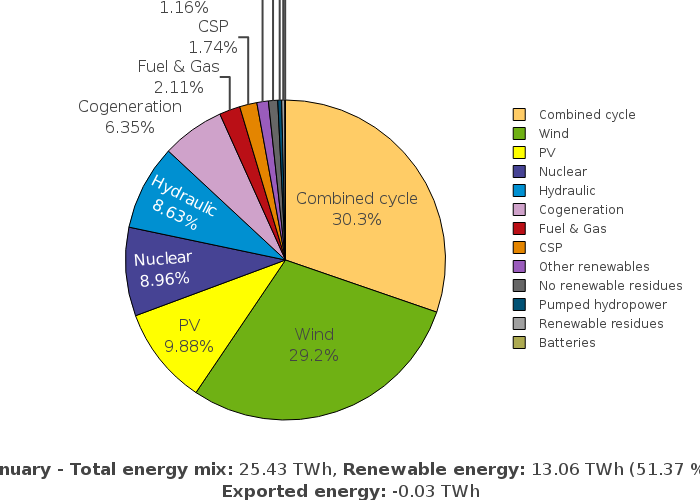 1.16%
CSP
1.74%
Fuel & Gas
2.11%
Cogeneration
6.35%
Hydraulic
8.63%
Nuclear
8.96%
PV
9.88%
Wind
29.2%
Combined cycle
30.3%
Combined cycle
Wind
PV
Nuclear
Hydraulic
Cogeneration
Fuel & Gas
CSP
Other renewables
No renewable residues
Pumped hydropower
Renewable residues
Batteries
nuary - Total energy mix: 25.43 TWh, Renewable energy: 13.06 TWh (51.37 %
Exported energy: -0.03 TWh